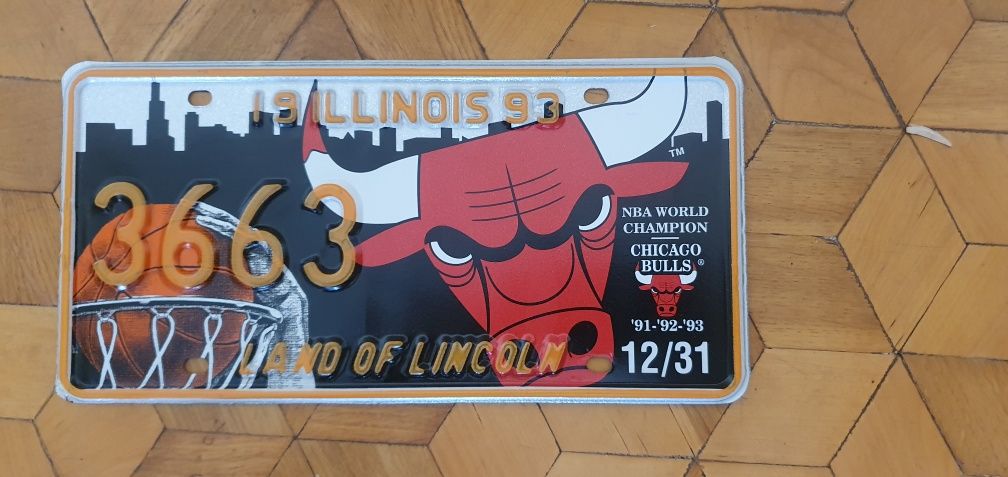 19 ILLINOIS 93
TM
3663
NBA WORLD
CHAMPION
CHICAGO
BULLS ®
'91-'92-'93
LAND OF LINCOLN
12/31